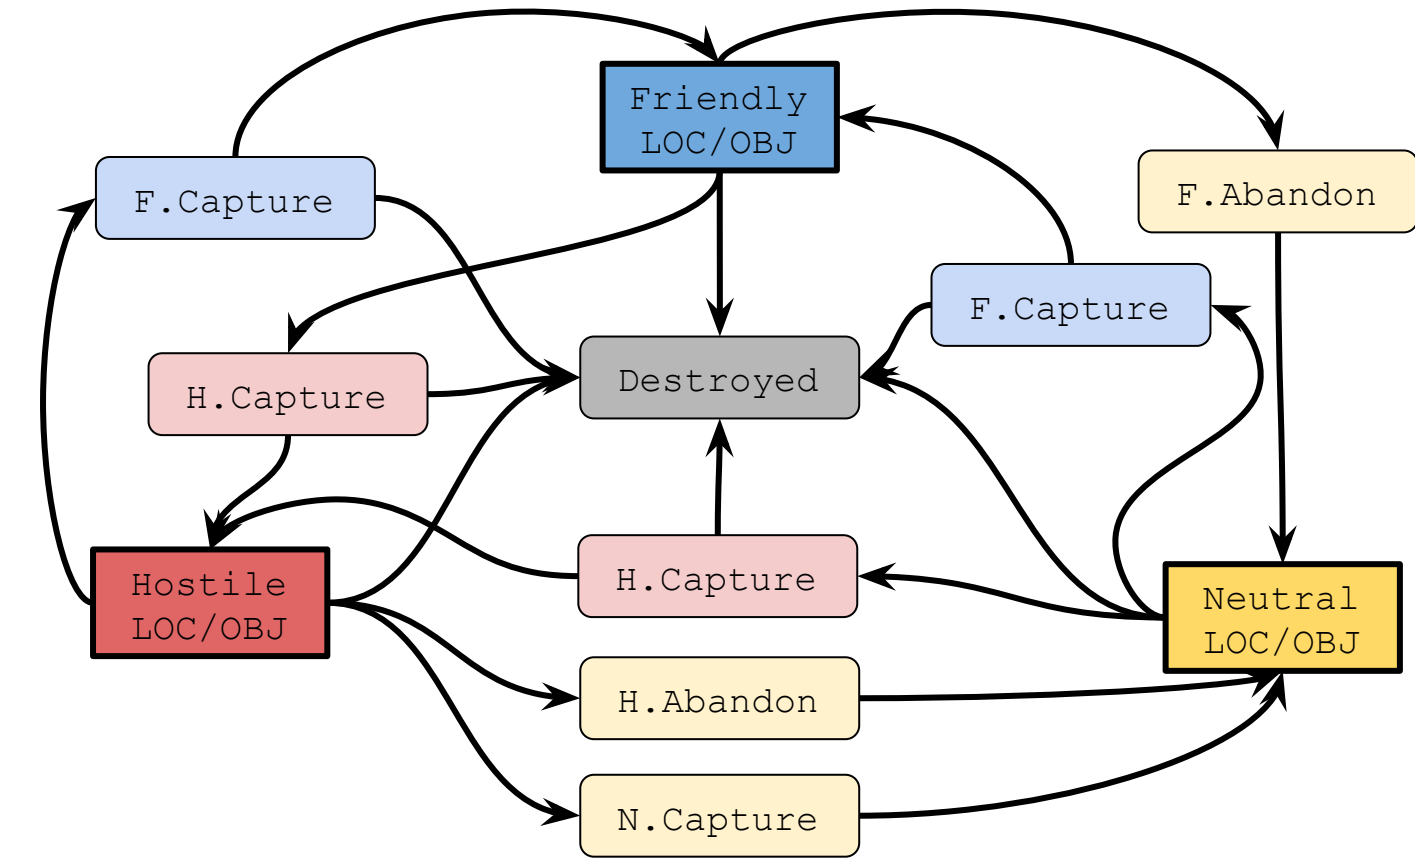 Friendly
LOC/OBJ
F.Capture
F.Abandon
F.Capture
H.Capture
Destroyed
Hostile
LOC/OBJ
H.Capture
Neutral
LOC/OBJ
H.Abandon
N.Capture